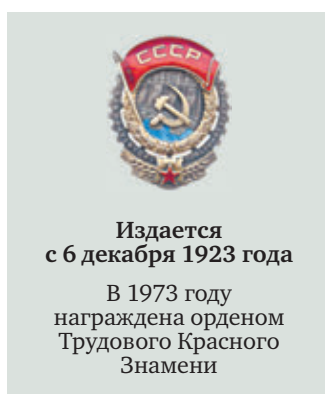 СССР
Издается
с 6 декабря 1923 года
В 1973 году
награждена орденом
Трудового Красного
Знамени